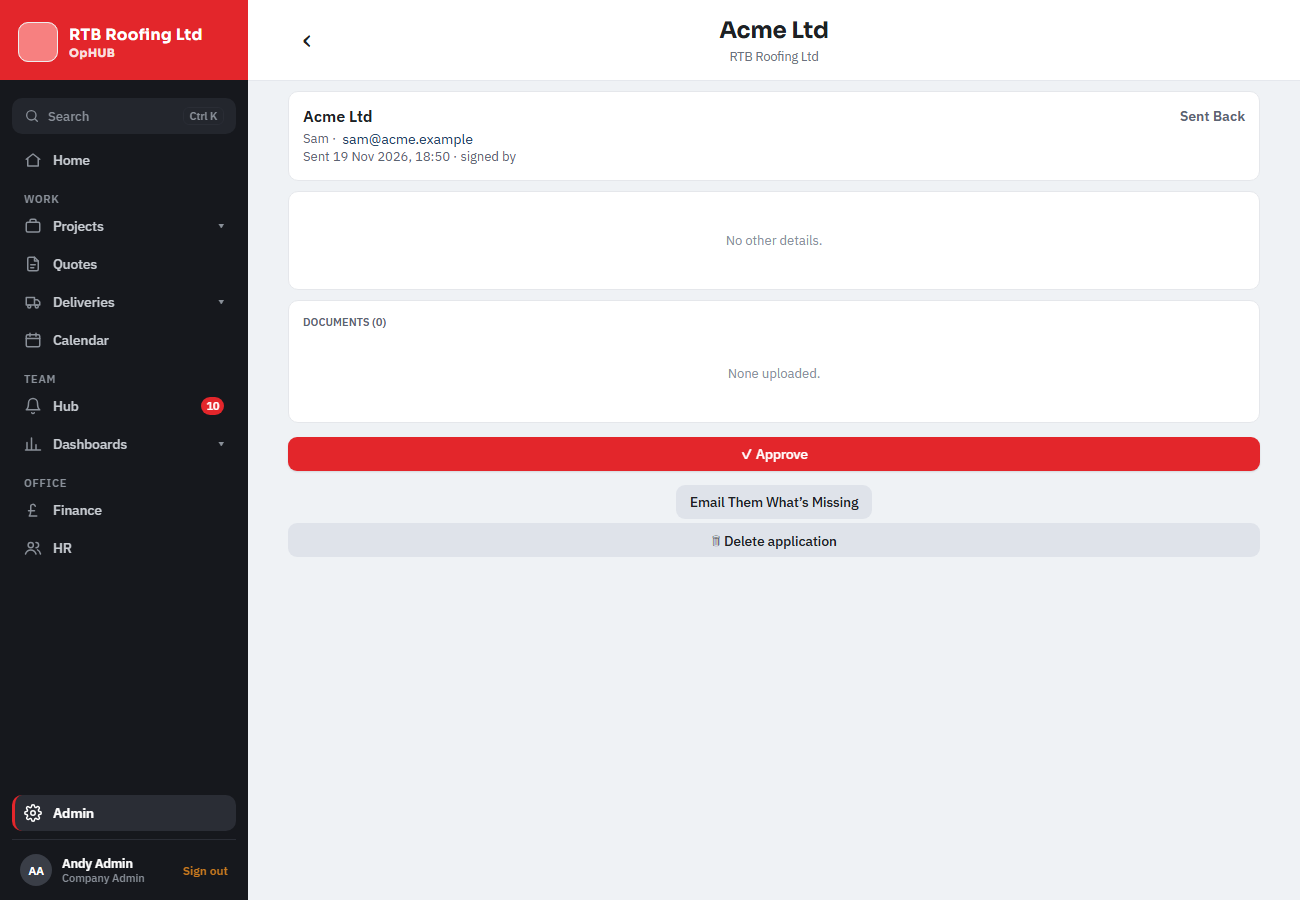 RTB Roofing Ltd
OpHUB
Search Ctrl K
Home
WORK
Projects
Quotes
Deliveries
Calendar
TEAM
Hub 10
Dashboards
OFFICE
Finance
HR
Admin
AA
Andy Admin
Company Admin
Sign out
Acme Ltd
RTB Roofing Ltd
Acme Ltd
Sent Back
Sam · sam@acme.example
Sent 19 Nov 2026, 18:50 · signed by
No other details.
DOCUMENTS (0)
None uploaded.
✓ Approve
Email Them What’s Missing
Delete application